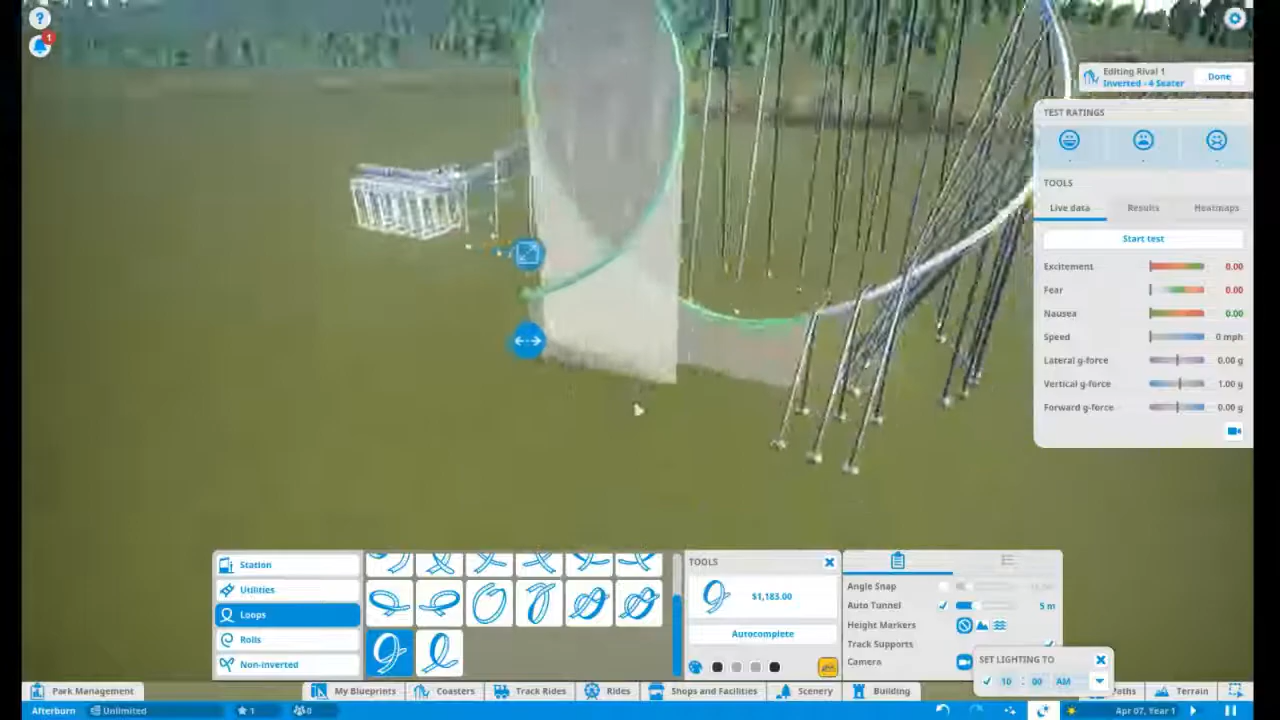 ?
1
Editing Rival 1
Inverted - 4 Seater
Done
TEST RATINGS
TOOLS
Live data
Results
Heatmaps
Start test
Excitement 0.00
Fear 0.00
Nausea 0.00
Speed 0 mph
Lateral g-force 0.00 g
Vertical g-force 1.00 g
Forward g-force 0.00 g
Station
Utilities
Loops
Rolls
Non-inverted
TOOLS
$1,183.00
Autocomplete
Angle Snap
Auto Tunnel 5 m
Height Markers
Track Supports
Camera
SET LIGHTING TO
10 : 00 AM
Park Management
My Blueprints
Coasters
Track Rides
Rides
Shops and Facilities
Scenery
Building
Paths
Terrain
Afterburn
Unlimited
1
0
Apr 07, Year 1